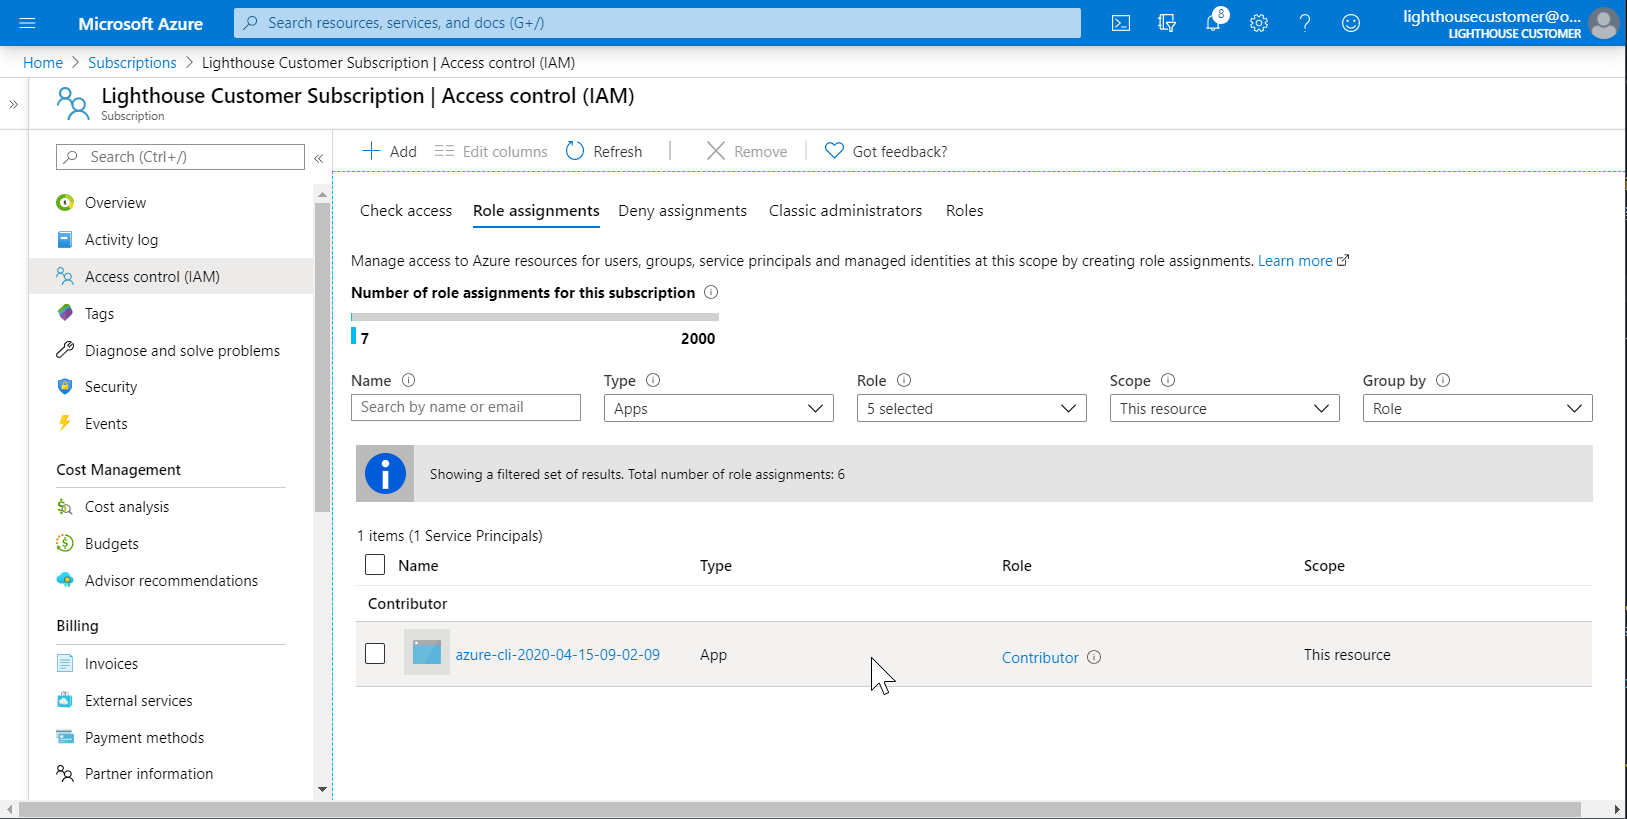 Microsoft Azure
Search resources, services, and docs (G+/)
8
lighthousecustomer@o...
LIGHTHOUSE CUSTOMER
Home > Subscriptions > Lighthouse Customer Subscription | Access control (IAM)
Lighthouse Customer Subscription | Access control (IAM)
Subscription
Search (Ctrl+/)
Overview
Activity log
Access control (IAM)
Tags
Diagnose and solve problems
Security
Events
Cost Management
Cost analysis
Budgets
Advisor recommendations
Billing
Invoices
External services
Payment methods
Partner information
Add Edit columns Refresh | Remove | Got feedback?
Check access Role assignments Deny assignments Classic administrators Roles
Manage access to Azure resources for users, groups, service principals and managed identities at this scope by creating role assignments. Learn more
Number of role assignments for this subscription
7 2000
Name Type Role Scope Group by
Search by name or email Apps 5 selected This resource Role
Showing a filtered set of results. Total number of role assignments: 6
1 items (1 Service Principals)
Name Type Role Scope
Contributor
azure-cli-2020-04-15-09-02-09 App Contributor This resource